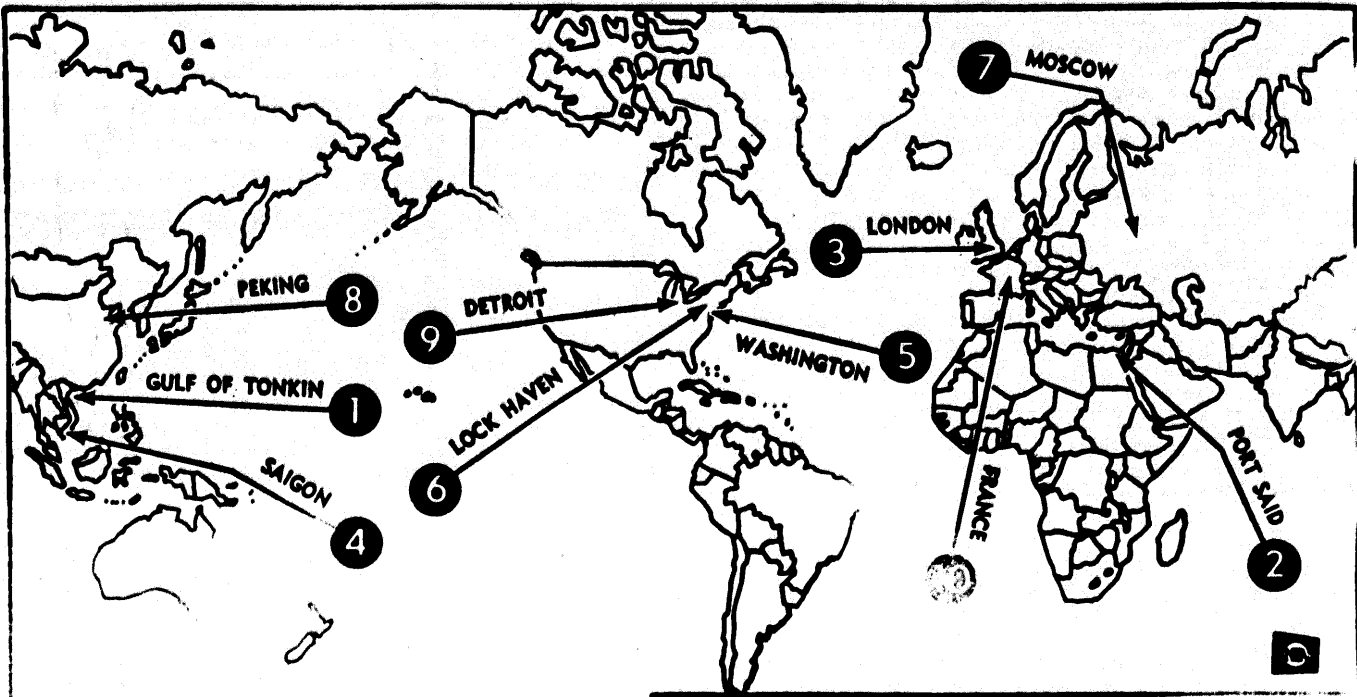 7 MOSCOW
3 LONDON
PEKING 8
DETROIT
9
WASHINGTON 5
GULF OF TONKIN 1
LOCK HAVEN
6
SAIGON
4
FRANCE
PORT SAID
2